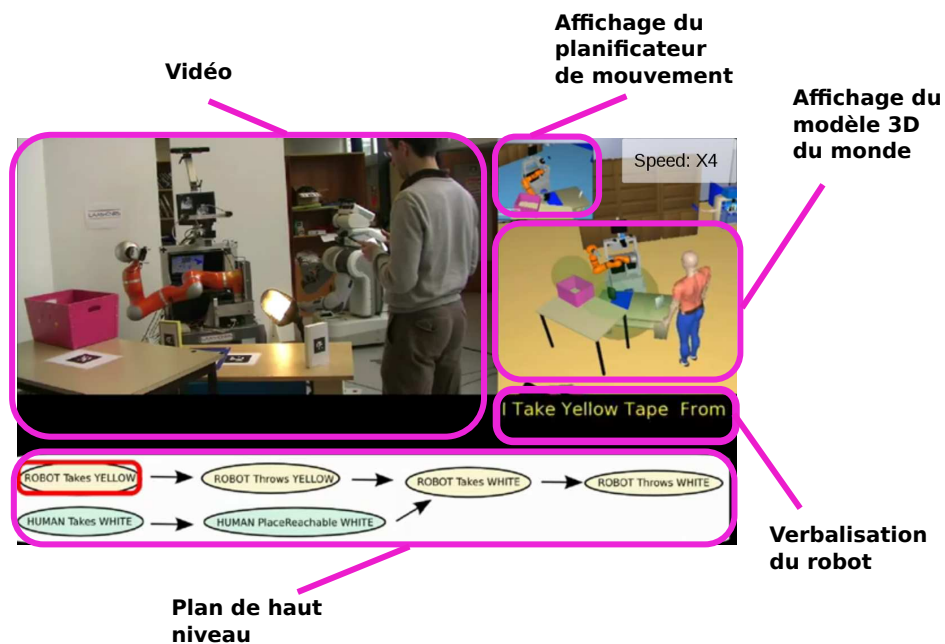 Affichage du
planificateur
de mouvement
Vidéo
Affichage du
modèle 3D
du monde
Speed: X4
I Take Yellow Tape From
ROBOT Takes YELLOW
ROBOT Throws YELLOW
ROBOT Takes WHITE
ROBOT Throws WHITE
HUMAN Takes WHITE
HUMAN PlaceReachable WHITE
Verbalisation
du robot
Plan de haut
niveau